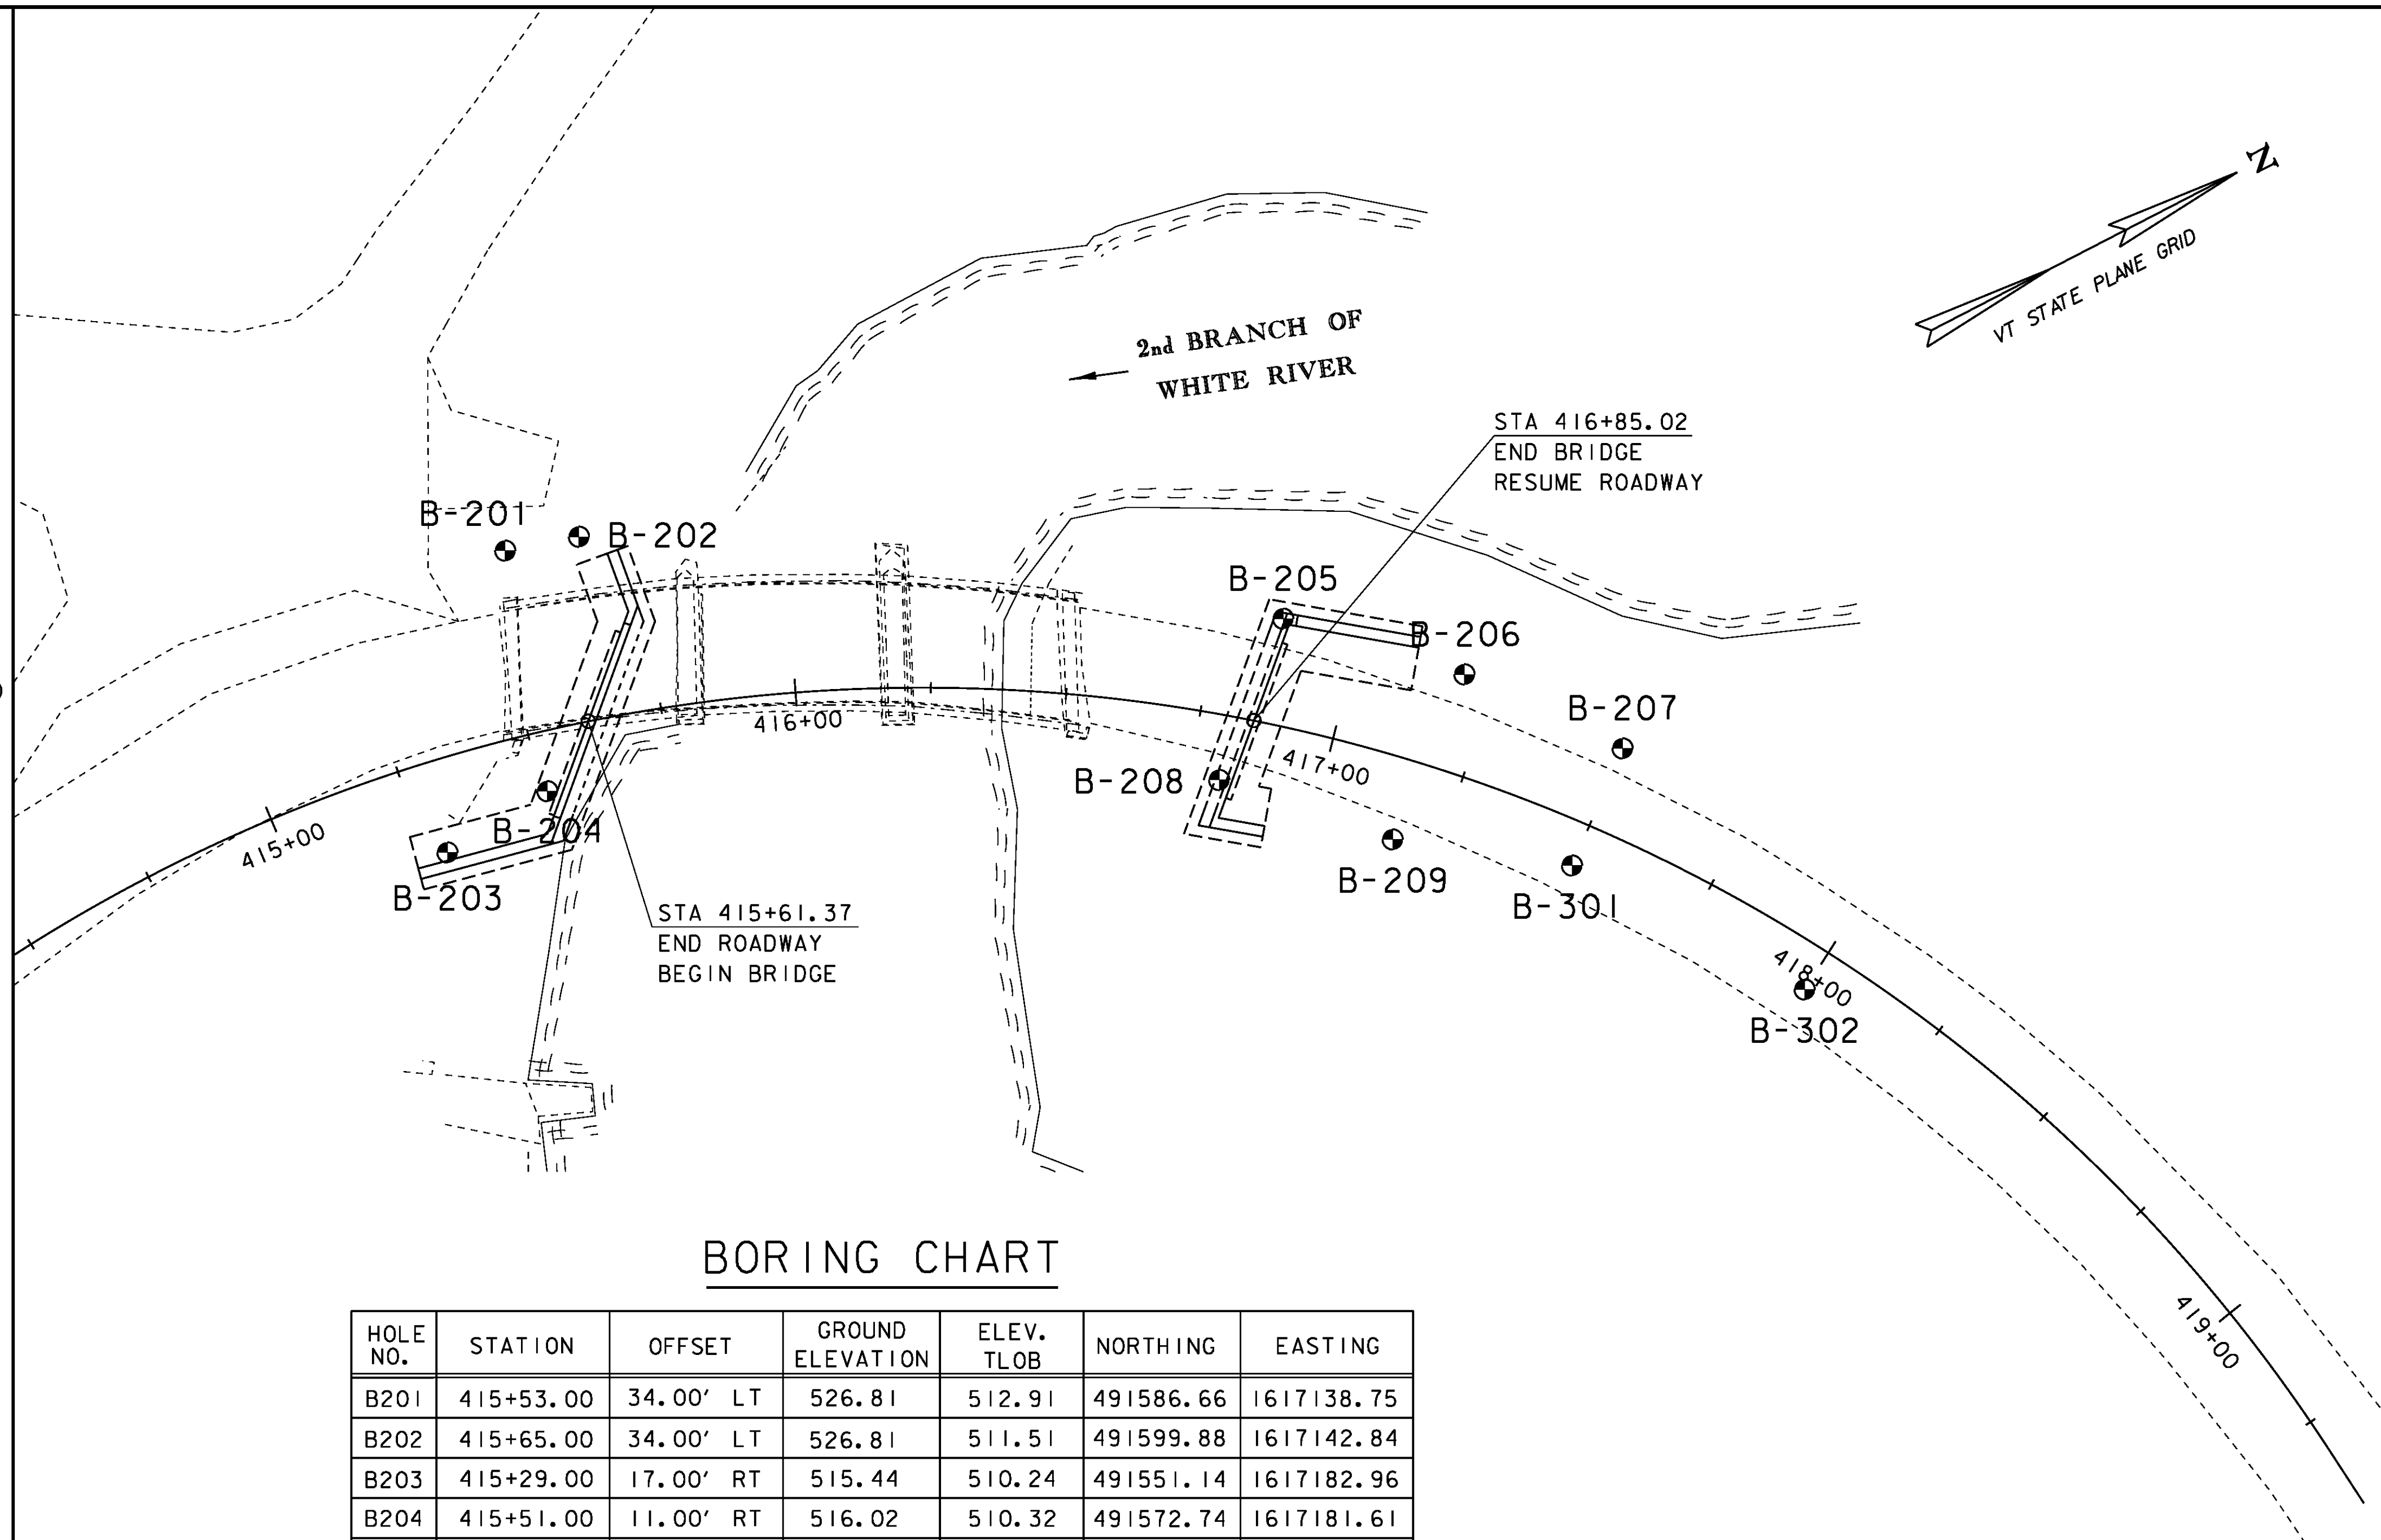 N
VT STATE PLANE GRID
2nd BRANCH OF
WHITE RIVER
STA 416+85.02
END BRIDGE
RESUME ROADWAY
B-201
B-202
B-205
B-206
B-207
416+00
417+00
B-208
415+00
B-204
B-203
B-209
B-301
STA 415+61.37
END ROADWAY
BEGIN BRIDGE
418+00
B-302
419+00
BORING CHART
HOLE NO. STATION OFFSET GROUND ELEVATION ELEV. TLOB NORTHING EASTING
B201 415+53.00 34.00' LT 526.81 512.91 491586.66 1617138.75
B202 415+65.00 34.00' LT 526.81 511.51 491599.88 1617142.84
B203 415+29.00 17.00' RT 515.44 510.24 491551.14 1617182.96
B204 415+51.00 11.00' RT 516.02 510.32 491572.74 1617181.61